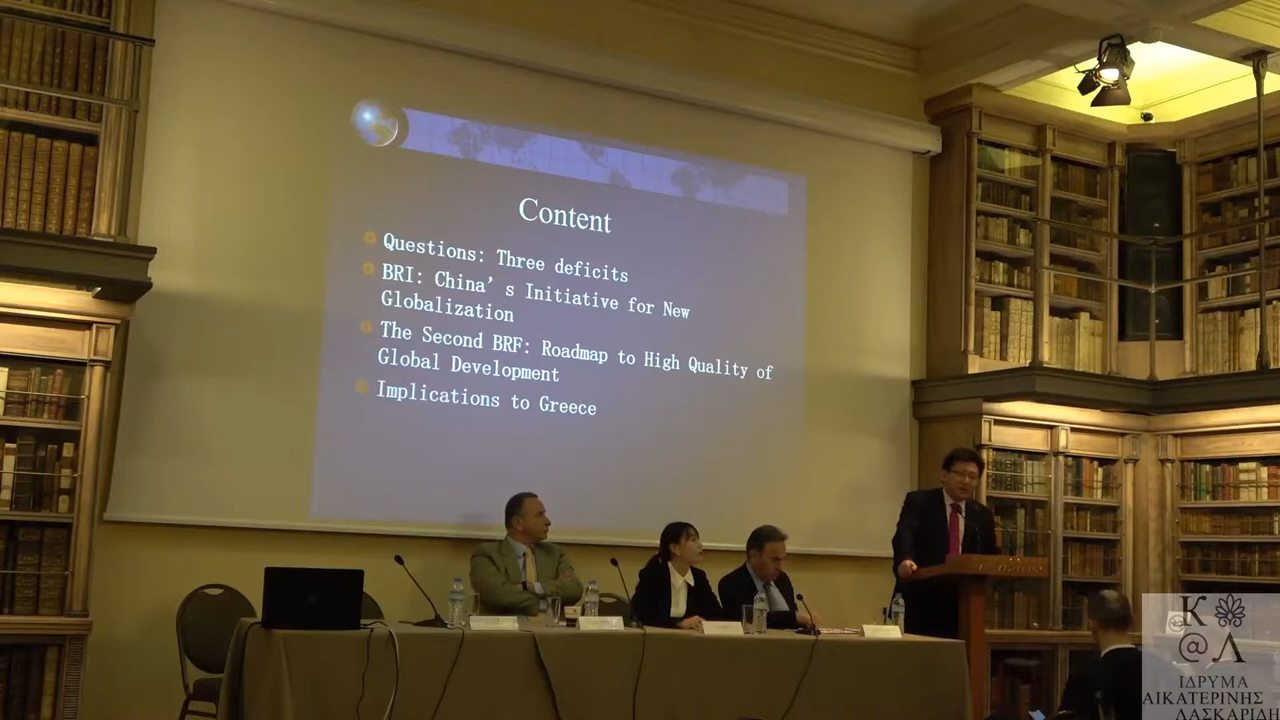 Content
Questions: Three deficits
BRI: China’s Initiative for New
Globalization
The Second BRF: Roadmap to High Quality of
Global Development
Implications to Greece
Κ
@ Λ
ΙΔΡΥΜΑ
ΑΙΚΑΤΕΡΙΝΗΣ
ΛΑΣΚΑΡΙΔΗ